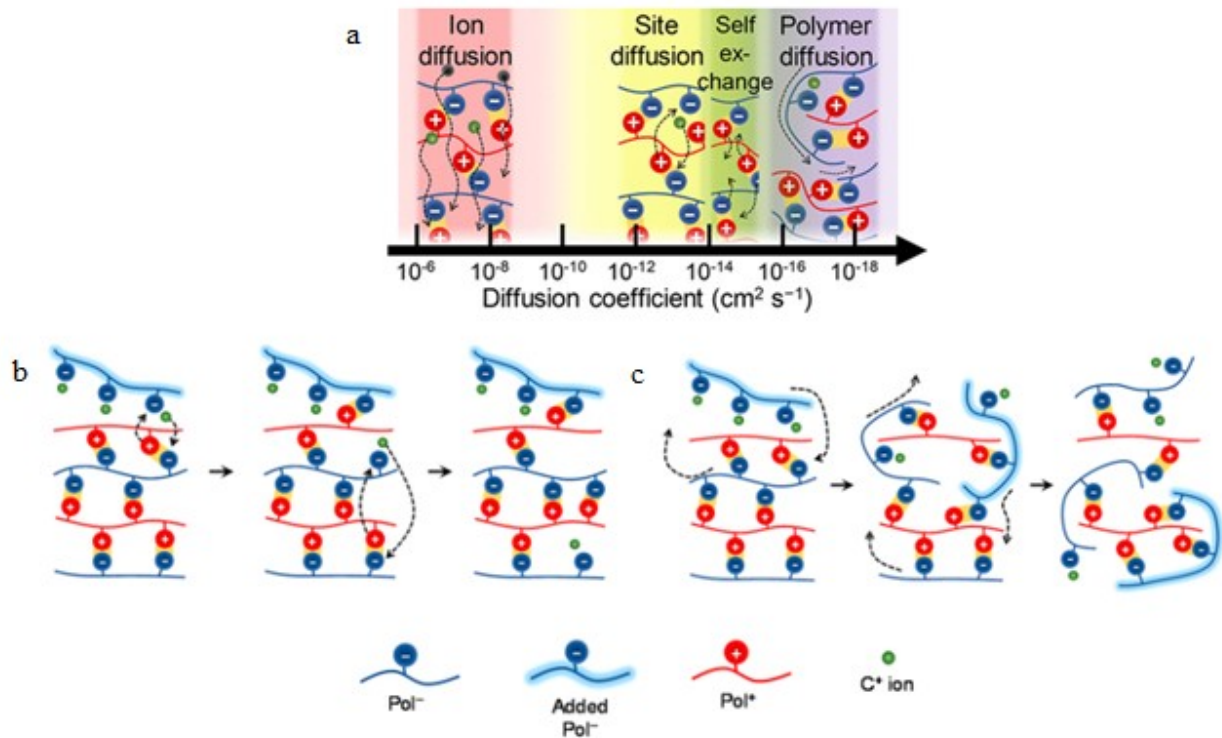 a
Ion diffusion
Site diffusion
Self ex-change
Polymer diffusion
10⁻⁶ 10⁻⁸ 10⁻¹⁰ 10⁻¹² 10⁻¹⁴ 10⁻¹⁶ 10⁻¹⁸
Diffusion coefficient (cm² s⁻¹)
b
c
Pol⁻
Added
Pol⁻
Pol⁺
C⁺ ion